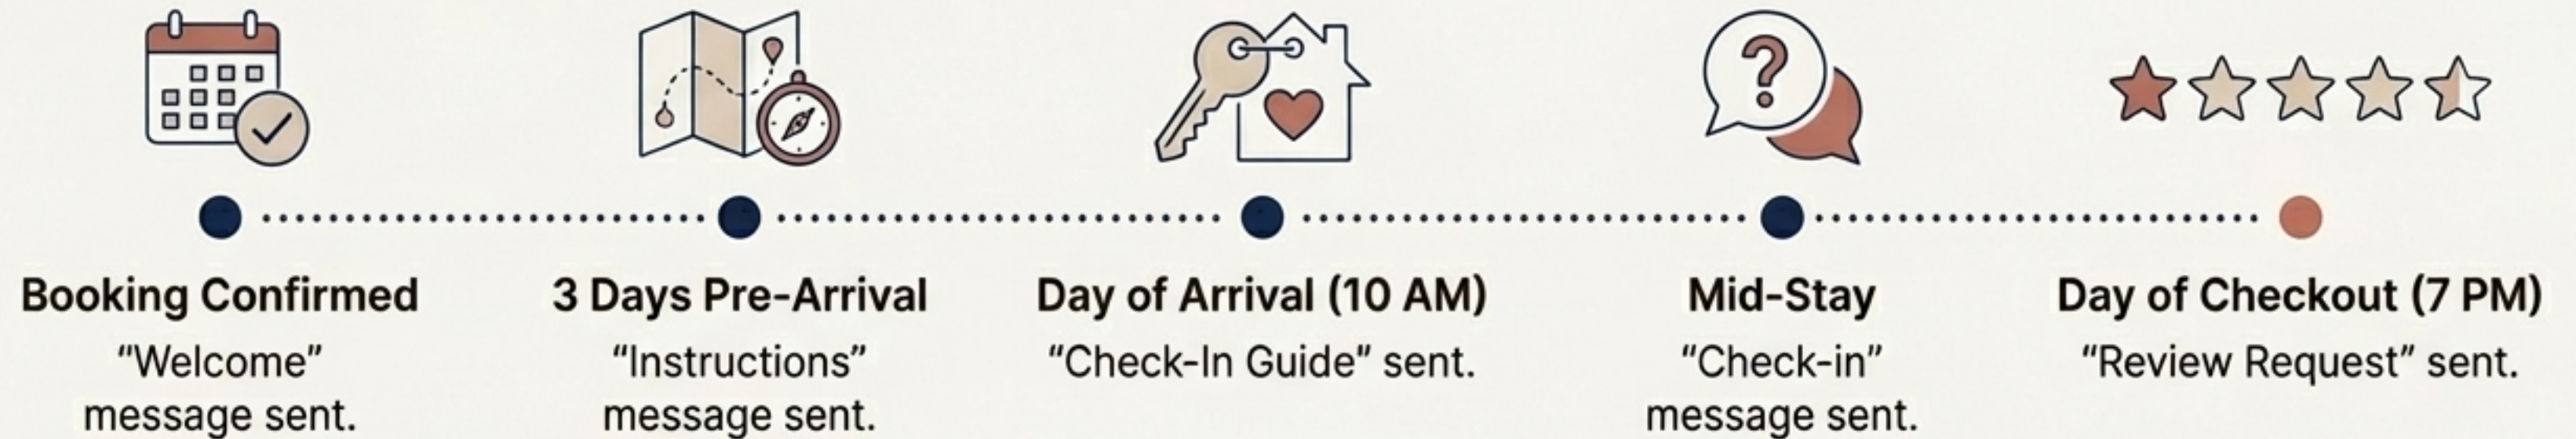 Booking Confirmed
“Welcome”
message sent.
3 Days Pre-Arrival
“Instructions”
message sent.
Day of Arrival (10 AM)
“Check-In Guide” sent.
Mid-Stay
“Check-in”
message sent.
Day of Checkout (7 PM)
“Review Request” sent.